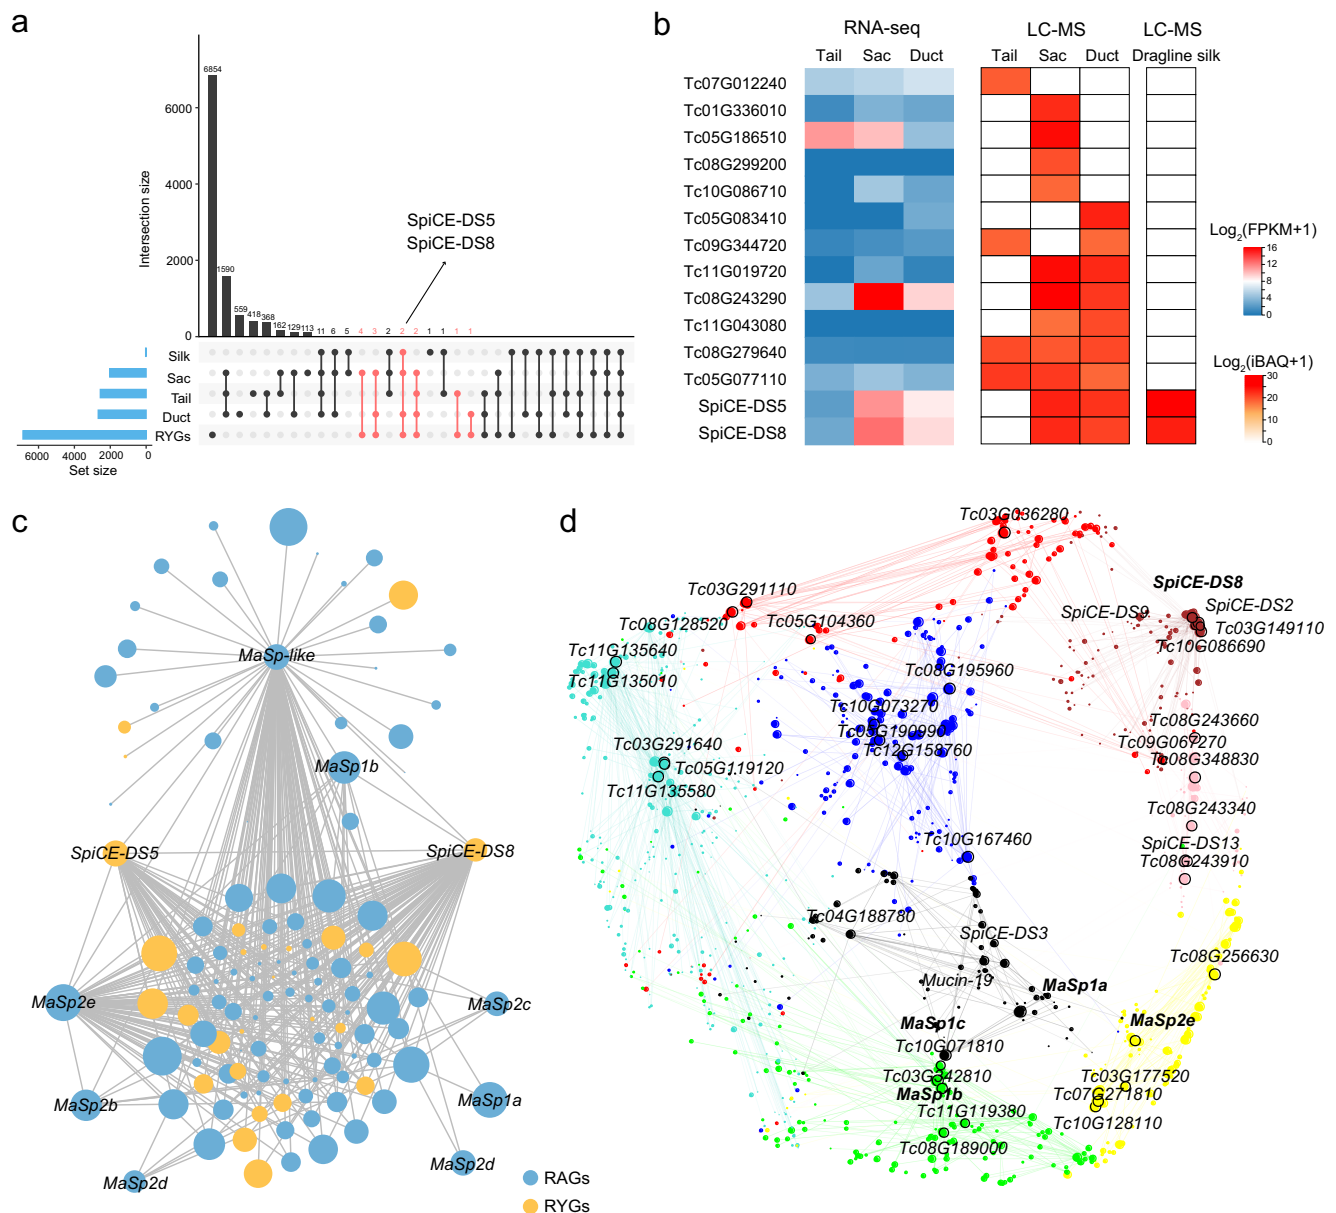 a
6854
6000
4000
2000
0
Intersection size
1590
559
418
368
162
129
113
11
6
5
4
3
2
2
2
1
1
1
1
SpiCE-DS5
SpiCE-DS8
Silk
Sac
Tail
Duct
RYGs
6000
4000
2000
0
Set size
b
RNA-seq
LC-MS
LC-MS
Tail
Sac
Duct
Tail
Sac
Duct
Dragline silk
Tc07G012240
Tc01G336010
Tc05G186510
Tc08G299200
Tc10G086710
Tc05G083410
Tc09G344720
Tc11G019720
Tc08G243290
Tc11G043080
Tc08G279640
Tc05G077110
SpiCE-DS5
SpiCE-DS8
Log2(FPKM+1)
16
12
8
4
0
Log2(iBAQ+1)
30
20
10
0
c
MaSp-like
MaSp1b
SpiCE-DS5
SpiCE-DS8
MaSp2e
MaSp2c
MaSp2b
MaSp1a
MaSp2d
MaSp2d
RAGs
RYGs
d
Tc03G036280
Tc03G291110
Tc08G128520
Tc05G104360
Tc11G135640
Tc11G135010
SpiCE-DS8
SpiCE-DS9
SpiCE-DS2
Tc03G149110
Tc10G086690
Tc08G195960
Tc10G073270
Tc03G190990
Tc12G158760
Tc03G291640
Tc05G119120
Tc11G135580
Tc08G243660
Tc09G067270
Tc08G348830
Tc08G243340
SpiCE-DS13
Tc08G243910
Tc10G167460
Tc04G188780
SpiCE-DS3
Mucin-19
MaSp1a
Tc08G256630
MaSp1c
MaSp2e
Tc10G071810
Tc03G342810
MaSp1b
Tc03G177520
Tc07G271810
Tc11G119380
Tc10G128110
Tc08G189000